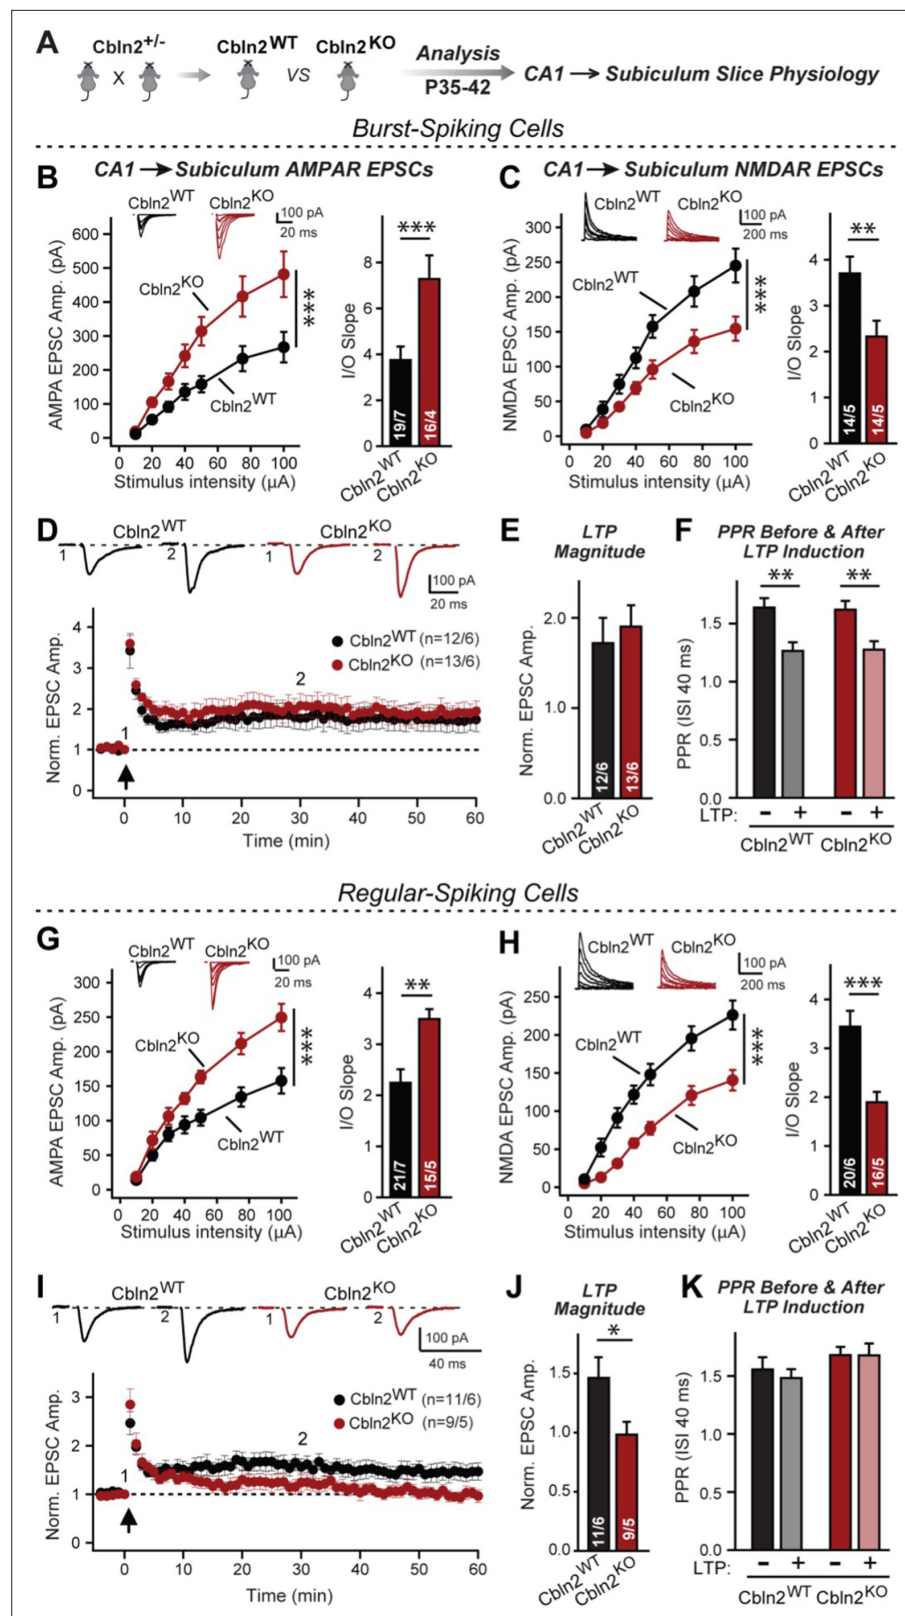 A
Cbln2+/-
X
Cbln2WT
VS
Cbln2KO
Analysis
P35-42
CA1 → Subiculum Slice Physiology
Burst-Spiking Cells
B
CA1 → Subiculum AMPAR EPSCs
Cbln2WT
Cbln2KO
100 pA
20 ms
AMPA EPSC Amp. (pA)
600
500
400
300
200
100
0
Cbln2KO
Cbln2WT
***
0 20 40 60 80 100
Stimulus intensity (µA)
I/O Slope
8
6
4
2
0
***
19/7
16/4
Cbln2WT
Cbln2KO
C
CA1 → Subiculum NMDAR EPSCs
Cbln2WT
Cbln2KO
100 pA
200 ms
NMDA EPSC Amp. (pA)
300
250
200
150
100
50
0
Cbln2WT
Cbln2KO
***
0 20 40 60 80 100
Stimulus intensity (µA)
I/O Slope
4
3
2
1
0
**
14/5
14/5
Cbln2WT
Cbln2KO
D
Cbln2WT
Cbln2KO
1
2
1
2
100 pA
20 ms
Norm. EPSC Amp.
4
3
2
1
0
Cbln2WT (n=12/6)
Cbln2KO (n=13/6)
1
2
0 10 20 30 40 50 60
Time (min)
E
LTP
Magnitude
Norm. EPSC Amp.
2.0
1.0
0.0
12/6
13/6
Cbln2WT
Cbln2KO
F
PPR Before & After
LTP Induction
**
**
PPR (ISI 40 ms)
1.5
1.0
0.5
0.0
LTP: - + - +
Cbln2WT Cbln2KO
Regular-Spiking Cells
G
Cbln2WT
Cbln2KO
100 pA
20 ms
AMPA EPSC Amp. (pA)
300
250
200
150
100
50
0
Cbln2KO
Cbln2WT
***
0 20 40 60 80 100
Stimulus intensity (µA)
I/O Slope
4
3
2
1
0
**
21/7
15/5
Cbln2WT
Cbln2KO
H
Cbln2WT
Cbln2KO
100 pA
200 ms
NMDA EPSC Amp. (pA)
250
200
150
100
50
0
Cbln2WT
Cbln2KO
***
0 20 40 60 80 100
Stimulus intensity (µA)
I/O Slope
4
3
2
1
0
***
20/6
16/5
Cbln2WT
Cbln2KO
I
Cbln2WT
Cbln2KO
1
2
1
2
100 pA
40 ms
Norm. EPSC Amp.
3
2
1
0
Cbln2WT (n=11/6)
Cbln2KO (n=9/5)
1
2
0 10 20 30 40 50 60
Time (min)
J
LTP
Magnitude
*
Norm. EPSC Amp.
1.5
1.0
0.5
0.0
11/6
9/5
Cbln2WT
Cbln2KO
K
PPR Before & After
LTP Induction
PPR (ISI 40 ms)
1.5
1.0
0.5
0.0
LTP: - + - +
Cbln2WT Cbln2KO